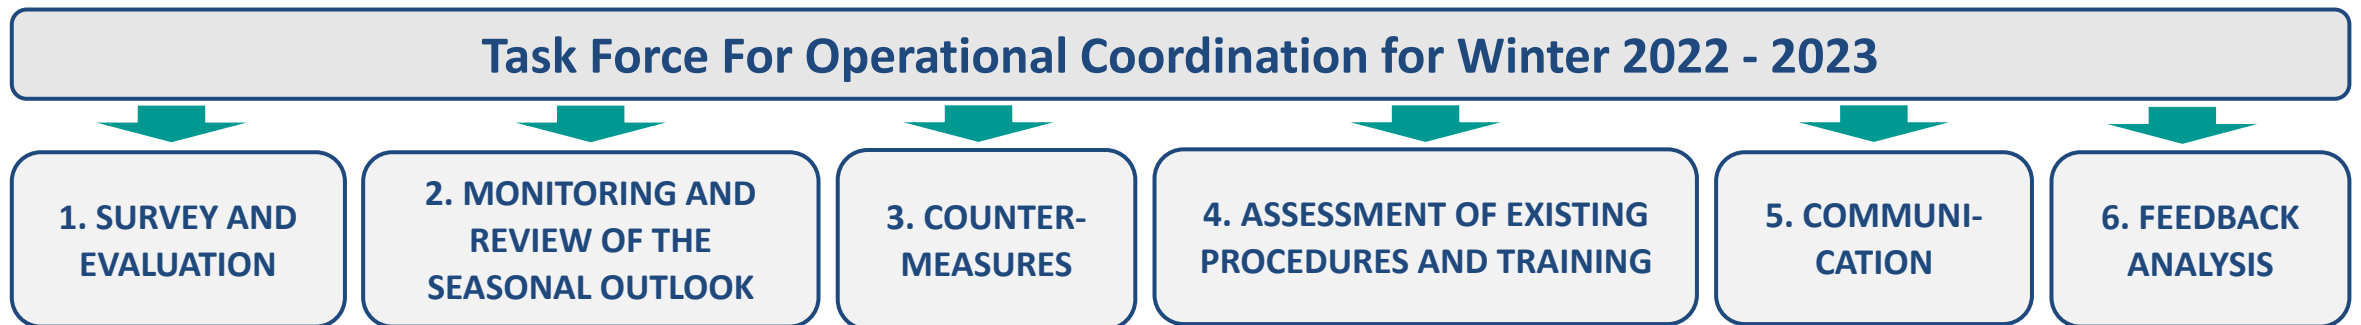 Task Force For Operational Coordination for Winter 2022 - 2023
1. SURVEY AND
EVALUATION
2. MONITORING AND
REVIEW OF THE
SEASONAL OUTLOOK
3. COUNTER-
MEASURES
4. ASSESSMENT OF EXISTING
PROCEDURES AND TRAINING
5. COMMUNI-
CATION
6. FEEDBACK
ANALYSIS